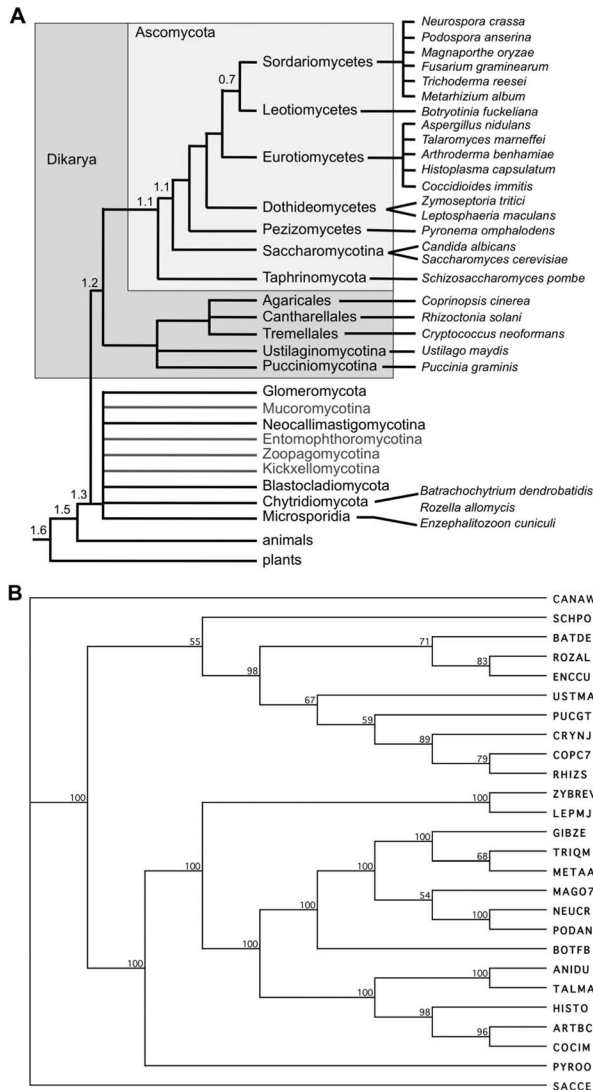 A
Ascomycota
Dikarya
0.7
1.1
1.1
1.2
1.3
1.5
1.6
Sordariomycetes
Leotiomycetes
Eurotiomycetes
Dothideomycetes
Pezizomycetes
Saccharomycotina
Taphrinomycota
Agaricales
Cantharellales
Tremellales
Ustilaginomycotina
Pucciniomycotina
Glomeromycota
Mucoromycotina
Neocallimastigomycotina
Entomophthoromycotina
Zoopagomycotina
Kickxellomycotina
Blastocladiomycota
Chytridiomycota
Microsporidia
animals
plants
Neurospora crassa
Podospora anserina
Magnaporthe oryzae
Fusarium graminearum
Trichoderma reesei
Metarhizium album
Botryotinia fuckeliana
Aspergillus nidulans
Talaromyces marneffei
Arthroderma benhamiae
Histoplasma capsulatum
Coccidioides immitis
Zymoseptoria tritici
Leptosphaeria maculans
Pyronema omphalodens
Candida albicans
Saccharomyces cerevisiae
Schizosaccharomyces pombe
Coprinopsis cinerea
Rhizoctonia solani
Cryptococcus neoformans
Ustilago maydis
Puccinia graminis
Batrachochytrium dendrobatidis
Rozella allomycis
Enzephalitozoon cuniculi
B
CANAW
SCHPO
55
BATDE
71
ROZAL
83
ENCCU
98
USTMA
67
PUCGT
59
CRYNJ
89
COPC7
79
RHIZS
ZYBREV
100
100
LEPMJ
GIBZE
100
TRIQM
68
METAA
100
100
MAGO7
54
NEUCR
100
PODAN
100
BOTFB
100
ANIDU
100
100
TALMA
100
HISTO
98
ARTBC
96
COCIM
PYROO
SACCE